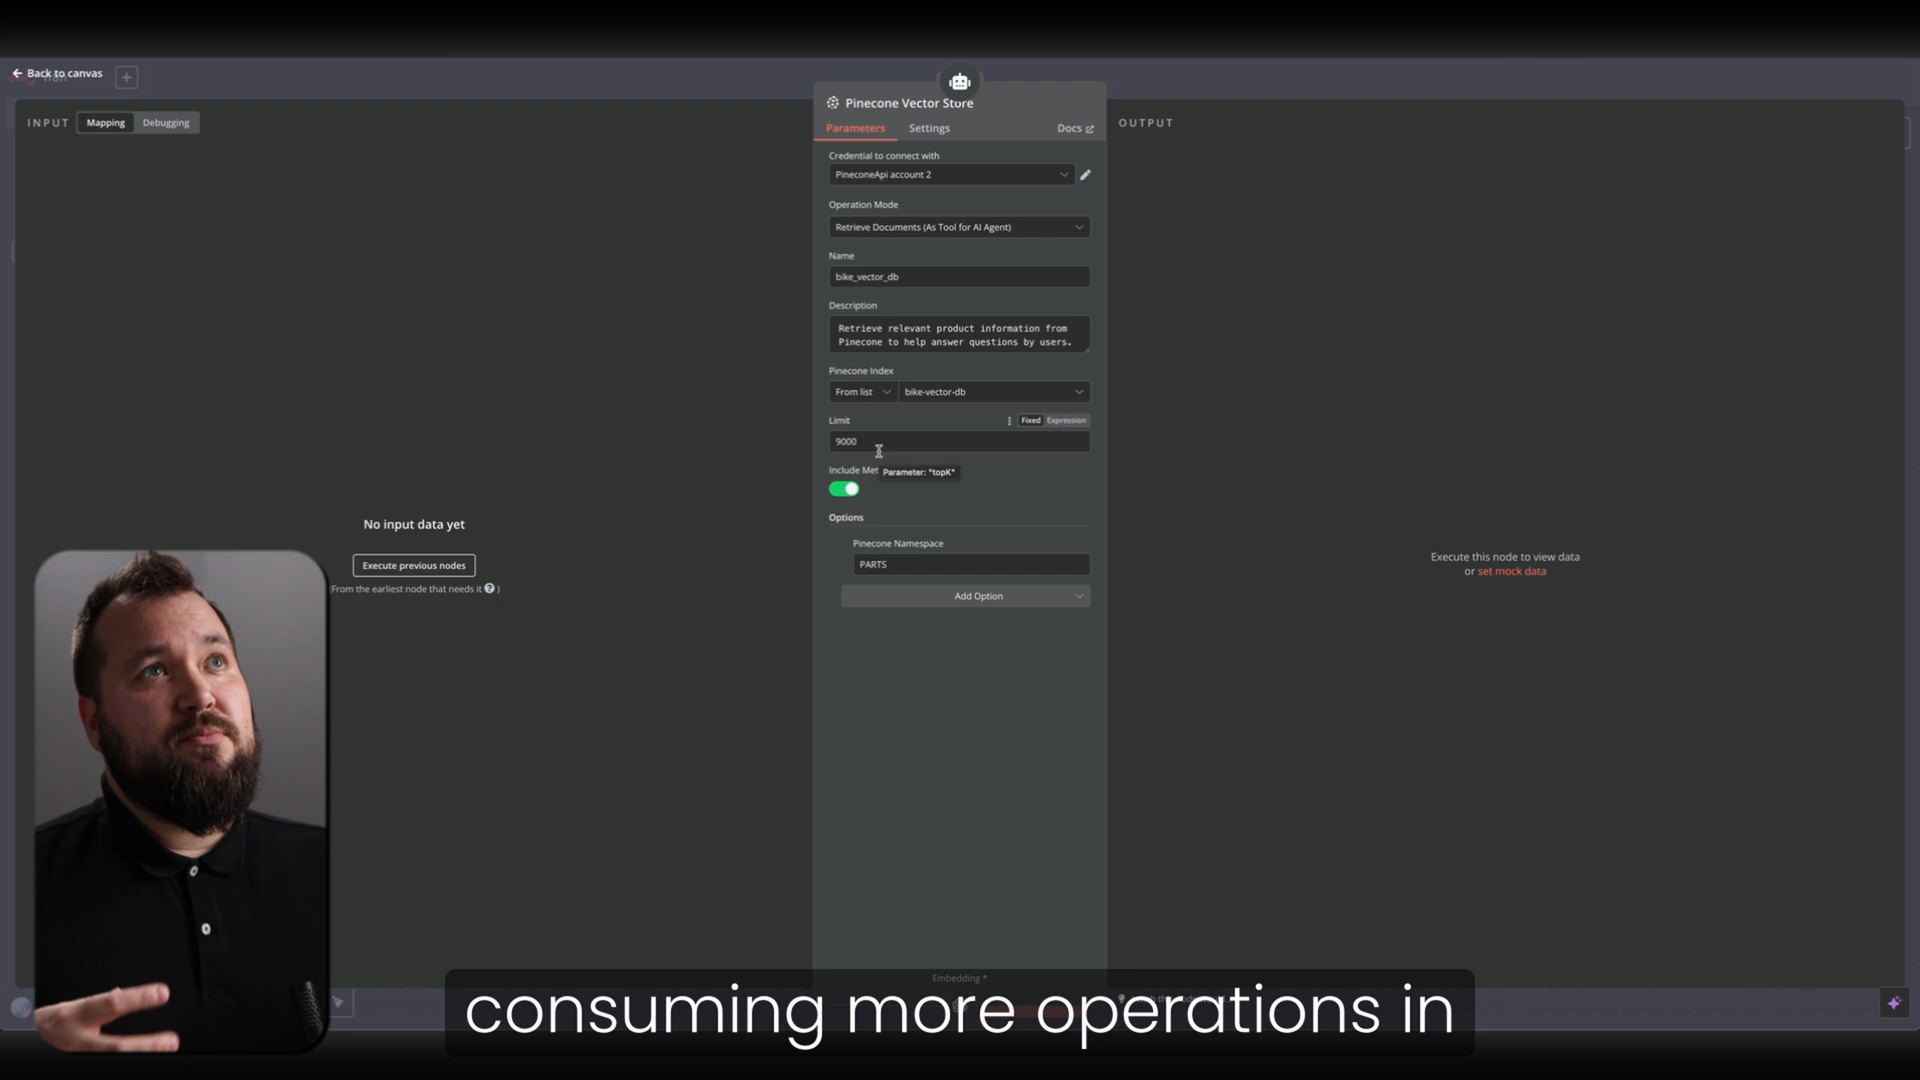 Back to canvas
INPUT
Mapping
Debugging
No input data yet
Execute previous nodes
(From the earliest node that needs it ? )
Pinecone Vector Store
Parameters
Settings
Docs
Credential to connect with
PineconeApi account 2
Operation Mode
Retrieve Documents (As Tool for AI Agent)
Name
bike_vector_db
Description
Retrieve relevant product information from
Pinecone to help answer questions by users.
Pinecone Index
From list
bike-vector-db
Limit
Fixed
Expression
9000
Include Met
Parameter: "topK"
Options
Pinecone Namespace
PARTS
Add Option
Embedding *
OUTPUT
Execute this node to view data
or set mock data
consuming more operations in